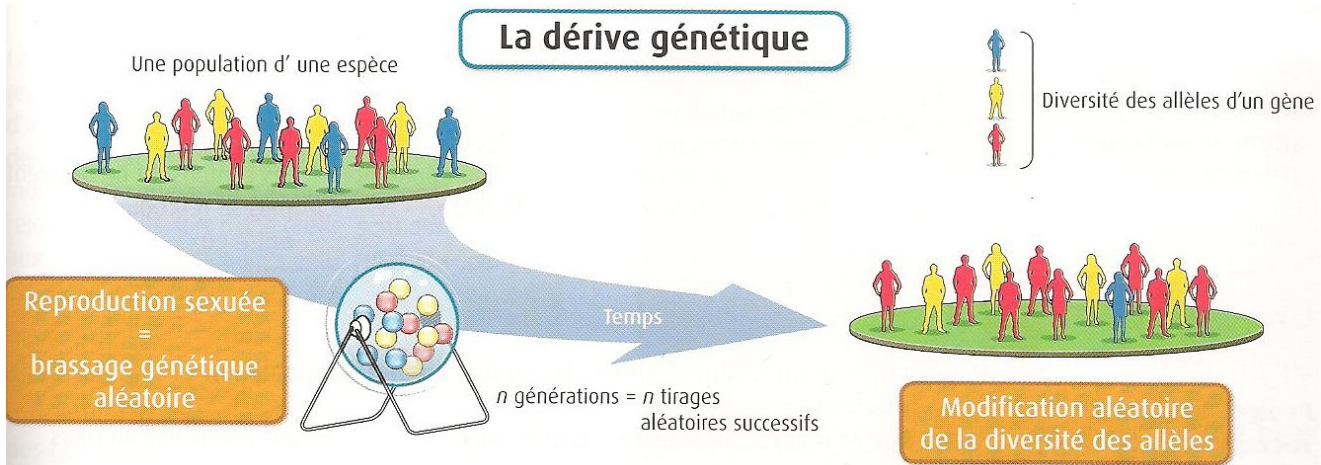 La dérive génétique
Une population d' une espèce
Diversité des allèles d'un gène
Reproduction sexuée
=
brassage génétique
aléatoire
Temps
n générations = n tirages
aléatoires successifs
Modification aléatoire
de la diversité des allèles